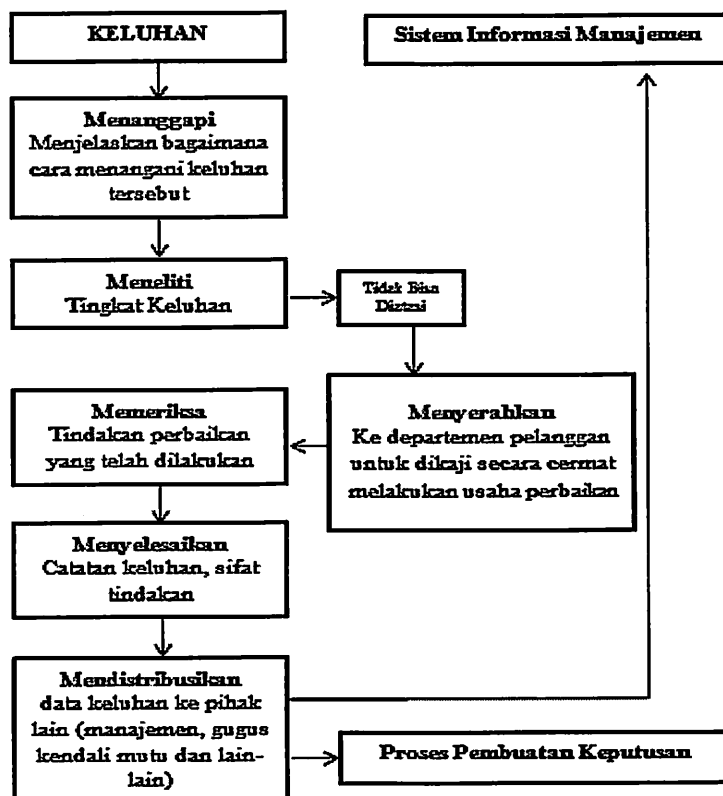 KELUHAN
Sistem Informasi Manajemen
Menanggapi
Menjelaskan bagaimana
cara menangani keluhan
tersebut
Meneliti
Tingkat Keluhan
Tidak Bisa
Diatasi
Menyerahkan
Ke departemen pelanggan
untuk dikaji secara cermat
melakukan usaha perbaikan
Memeriksa
Tindakan perbaikan
yang telah dilakukan
Menyelesaikan
Catatan keluhan, sifat
tindakan
Mendistribusikan
data keluhan ke pihak
lain (manajemen, gugus
kendali mutu dan lain-
lain)
Proses Pembuatan Keputusan